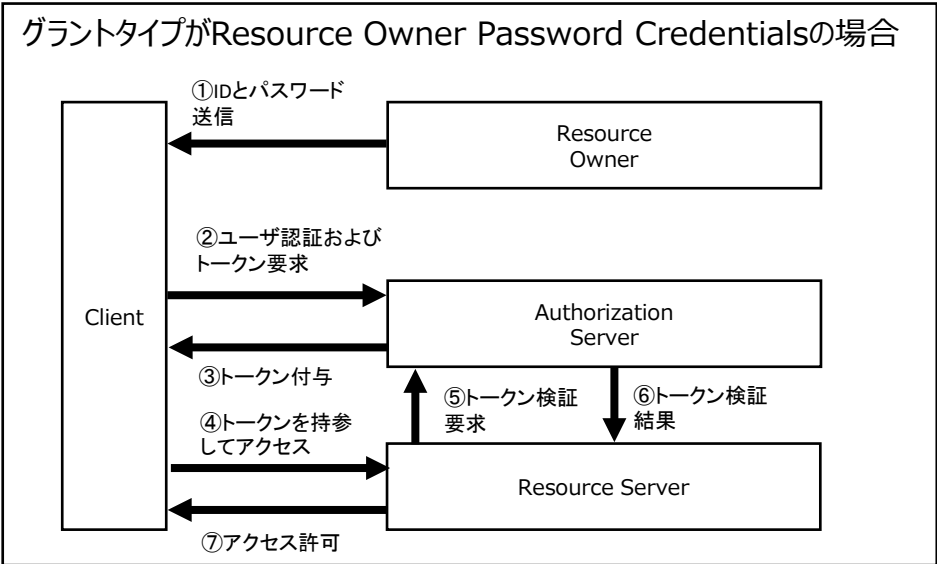 グラントタイプがResource Owner Password Credentialsの場合
①IDとパスワード
送信
Resource
Owner
②ユーザ認証および
トークン要求
Client
Authorization
Server
③トークン付与
⑤トークン検証
要求
⑥トークン検証
結果
④トークンを持参
してアクセス
Resource Server
⑦アクセス許可